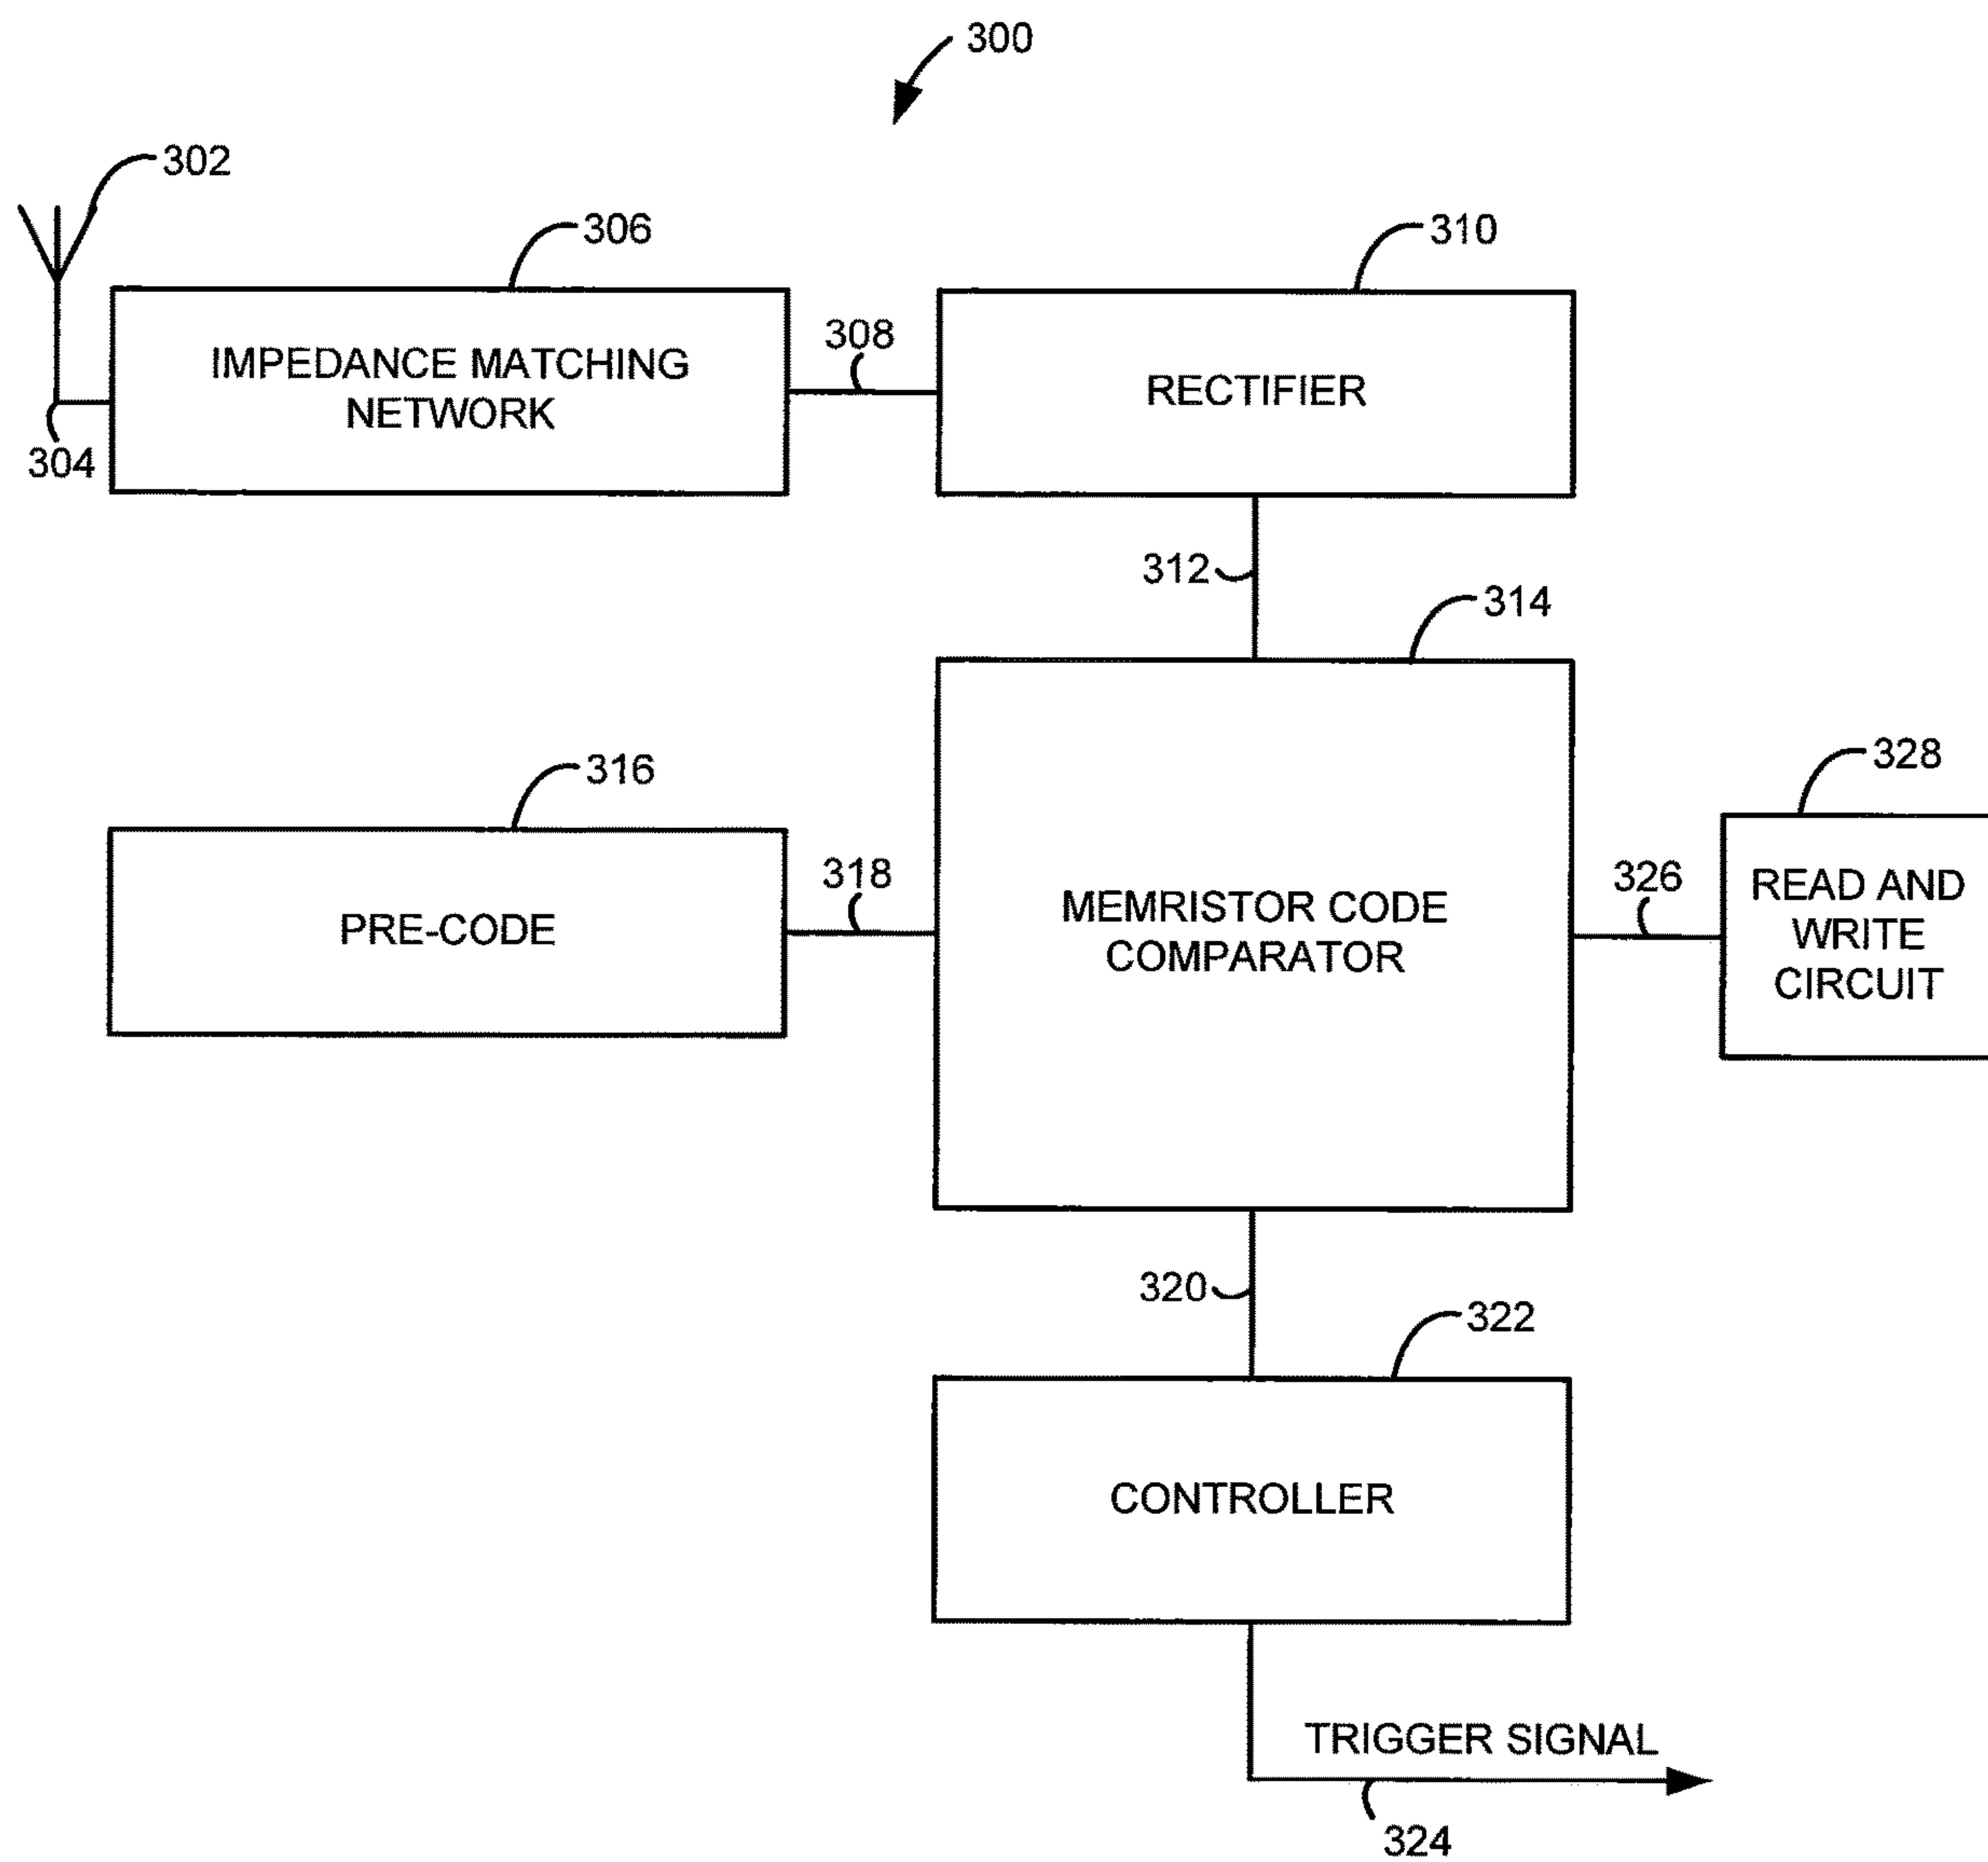 300
302
306
310
IMPEDANCE MATCHING
NETWORK
308
RECTIFIER
304
312
314
316
328
PRE-CODE
318
MEMRISTOR CODE
COMPARATOR
326
READ AND
WRITE
CIRCUIT
320
322
CONTROLLER
TRIGGER SIGNAL
324